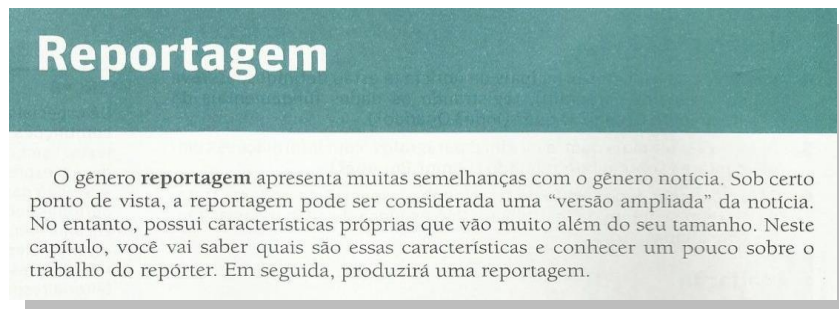 Reportagem
O gênero reportagem apresenta muitas semelhanças com o gênero notícia. Sob certo
ponto de vista, a reportagem pode ser considerada uma “versão ampliada” da notícia.
No entanto, possui características próprias que vão muito além do seu tamanho. Neste
capítulo, você vai saber quais são essas características e conhecer um pouco sobre o
trabalho do repórter. Em seguida, produzirá uma reportagem.